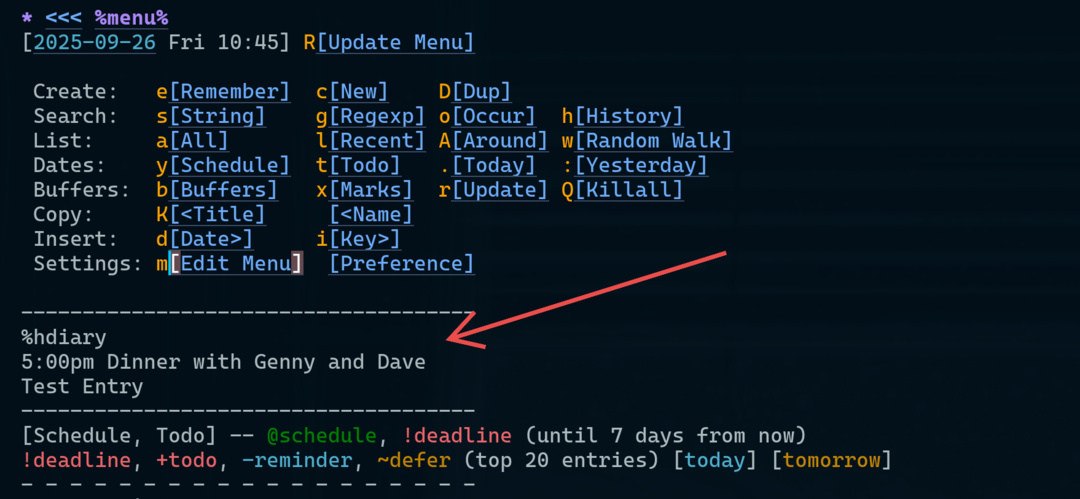 * <<< %menu%
[2025-09-26 Fri 10:45] R[Update Menu]
Create: e[Remember] c[New] D[Dup]
Search: s[String] g[Regexp] o[Occur] h[History]
List: a[All] l[Recent] A[Around] w[Random Walk]
Dates: y[Schedule] t[Todo] .[Today] :[Yesterday]
Buffers: b[Buffers] x[Marks] r[Update] Q[Killall]
Copy: K[<Title] [<Name]
Insert: d[Date>] i[Key>]
Settings: m[Edit Menu] [Preference]
-------------------------------------
%hdiary
5:00pm Dinner with Genny and Dave
Test Entry
-------------------------------------
[Schedule, Todo] -- @schedule, !deadline (until 7 days from now)
!deadline, +todo, -reminder, ~defer (top 20 entries) [today] [tomorrow]
- - - - - - - - - - - - - - - - - - -